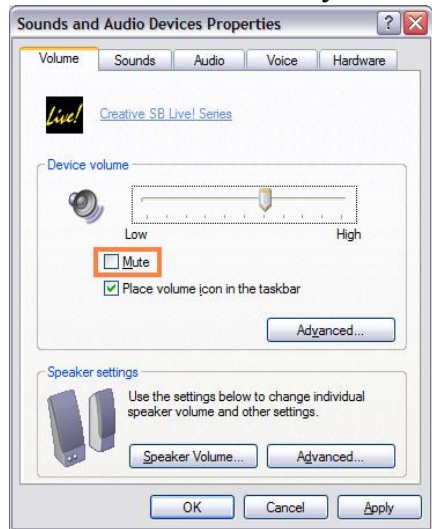 Sounds and Audio Devices Properties
Volume Sounds Audio Voice Hardware
Live!
Creative SB Live! Series
Device volume
Low High
Mute
Place volume icon in the taskbar
Advanced...
Speaker settings
Use the settings below to change individual
speaker volume and other settings.
Speaker Volume... Advanced...
OK Cancel Apply